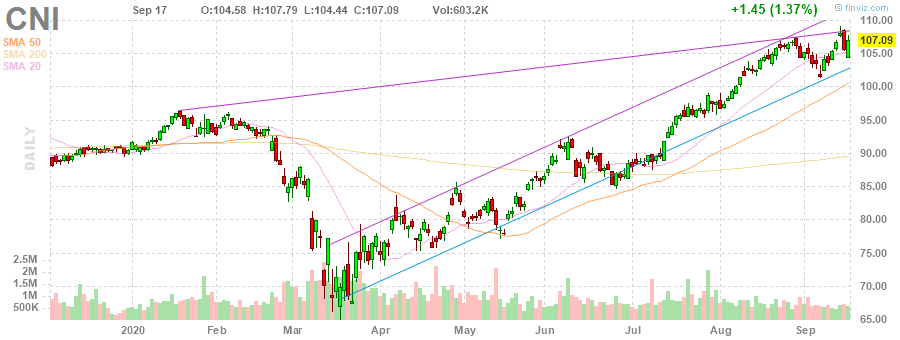 CNI
Sep 17 O:104.58 H:107.79 L:104.44 C:107.09 Vol:603.2K +1.45 (1.37%)
© finviz.com
SMA 50
SMA 200
SMA 20
DAILY
110.00
107.09
105.00
100.00
95.00
90.00
85.00
80.00
75.00
70.00
65.00
2.5M
2M
1.5M
1M
500K
2020 Feb Mar Apr May Jun Jul Aug Sep